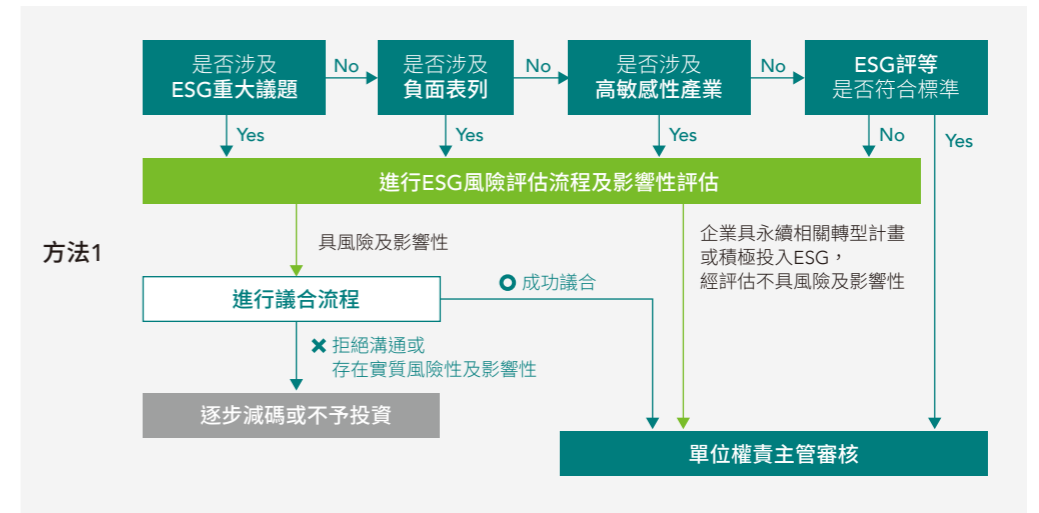 是否涉及
ESG重大議題
No
是否涉及
負面表列
No
是否涉及
高敏感性產業
No
ESG評等
是否符合標準
Yes
Yes
Yes
No
Yes
進行ESG風險評估流程及影響性評估
方法1
具風險及影響性
企業具永續相關轉型計畫
或積極投入ESG，
經評估不具風險及影響性
進行議合流程
成功議合
拒絕溝通或
存在實質風險性及影響性
逐步減碼或不予投資
單位權責主管審核